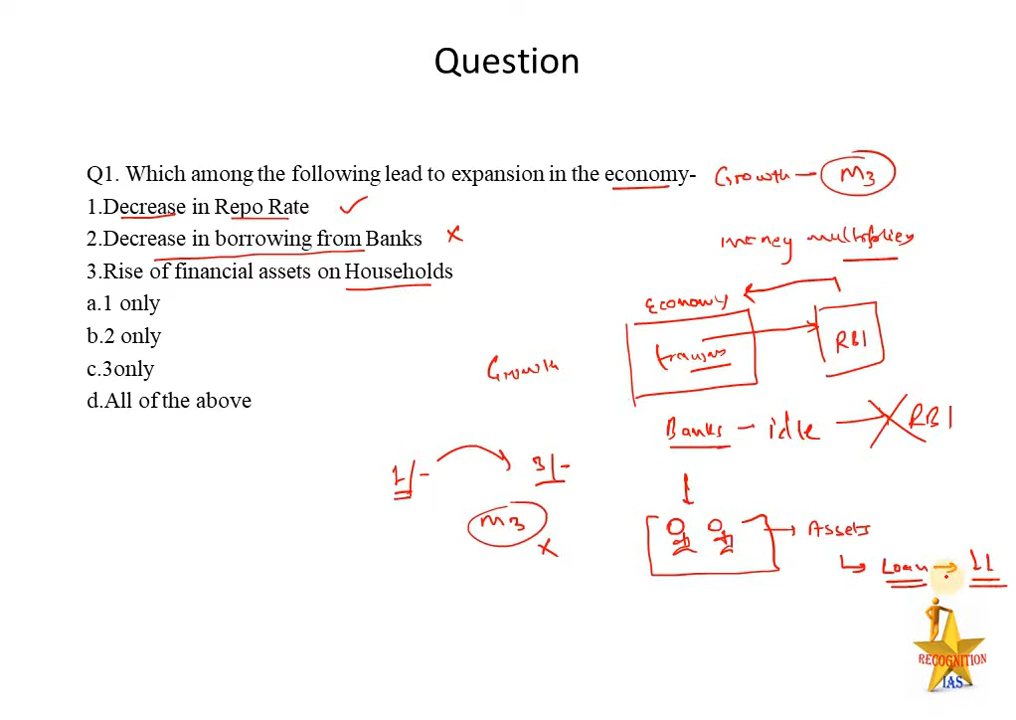 Question
Q1. Which among the following lead to expansion in the economy- Growth - M3
1.Decrease in Repo Rate
2.Decrease in borrowing from Banks
3.Rise of financial assets on Households
a.1 only
b.2 only
c.3only
d.All of the above
money multiplier
Economy
RBI
Growth
Banks - idle RBI
1/- 3/-
M3
Assets
Loan
RECOGNITION
IAS